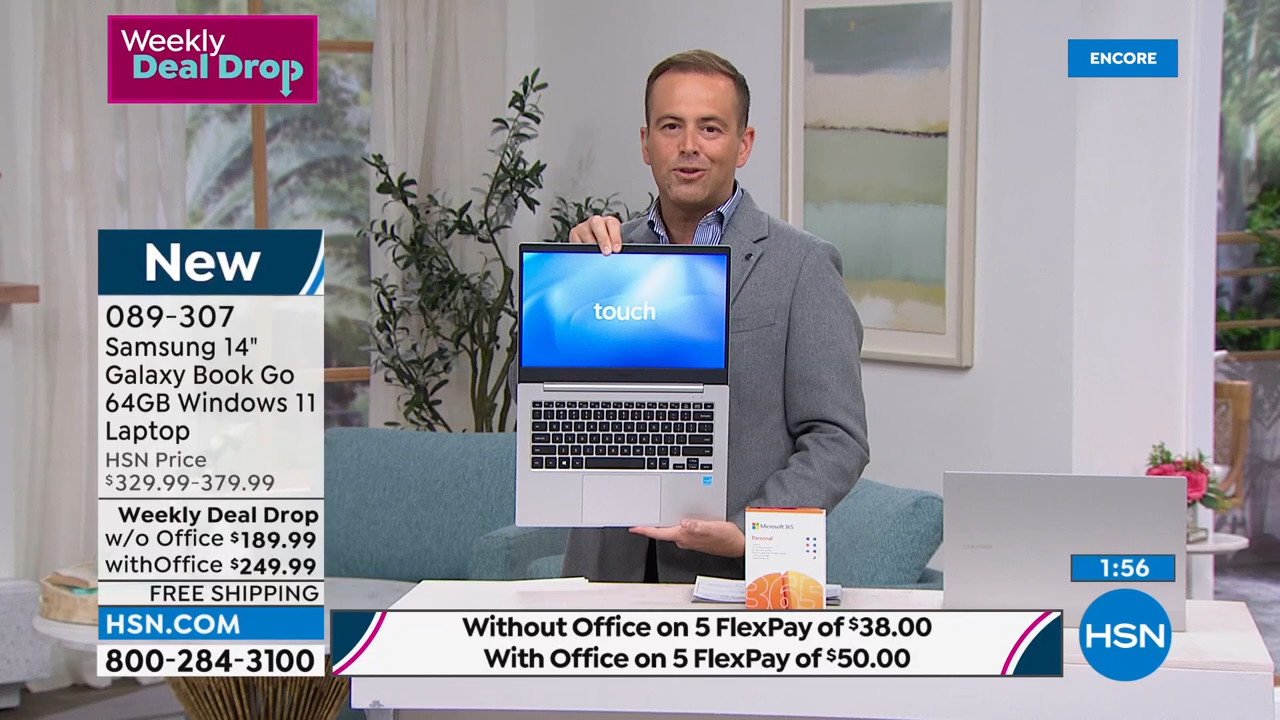 Weekly
Deal Drop
ENCORE
New
089-307
Samsung 14"
Galaxy Book Go
64GB Windows 11
Laptop
HSN Price
$329.99-379.99
Weekly Deal Drop
w/o Office $189.99
withOffice $249.99
FREE SHIPPING
HSN.COM
800-284-3100
touch
Microsoft 365
Personal
365
1:56
HSN
Without Office on 5 FlexPay of $38.00
With Office on 5 FlexPay of $50.00